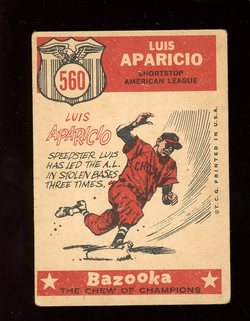 560
LUIS
APARICIO
SHORTSTOP
AMERICAN LEAGUE
LUIS
APARICIO
SPEEDSTER LUIS
HAS LED THE A.L.
IN STOLEN BASES
THREE TIMES.
©T.C.G. PRINTED IN U.S.A.
Bazooka
THE CHEW OF CHAMPIONS